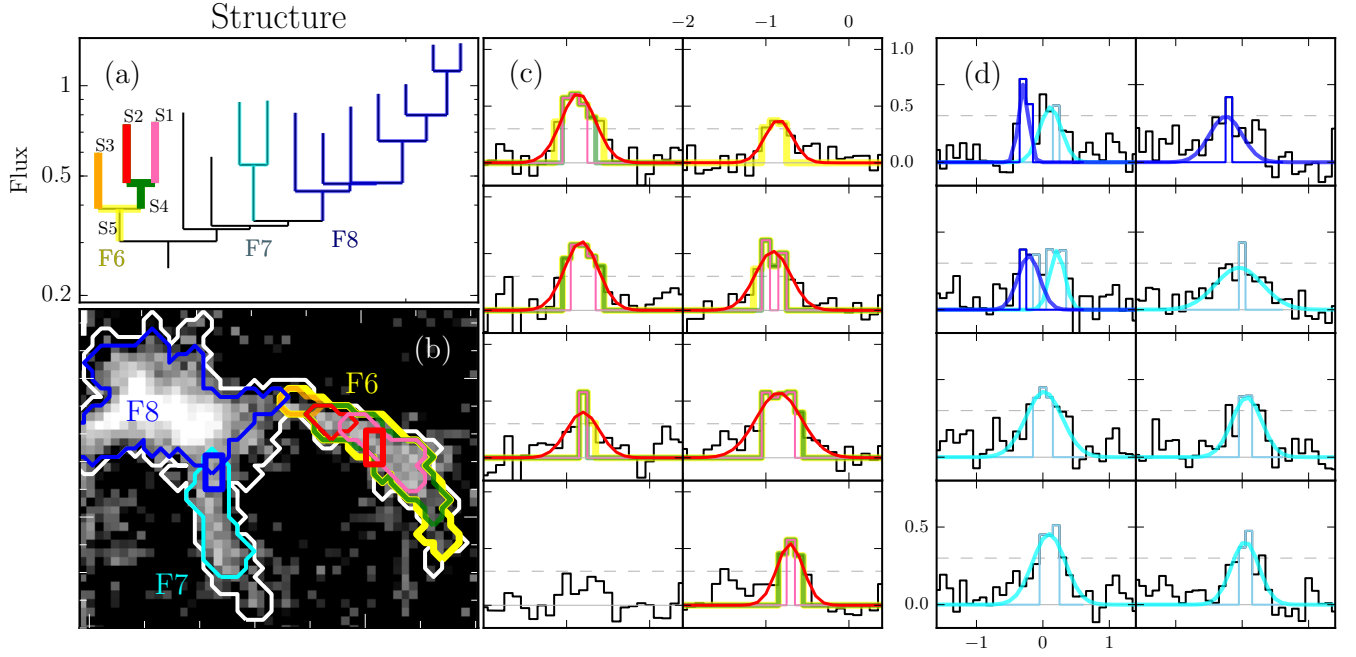 Structure
−2 −1 0
(a)
(c)
(d)
1.0
1
S2 S1
0.5
S3
0.5
0.0
Flux
S4
S5
F6
F7
F8
0.2
(b)
F6
F8
F7
0.5
0.0
−1 0 1